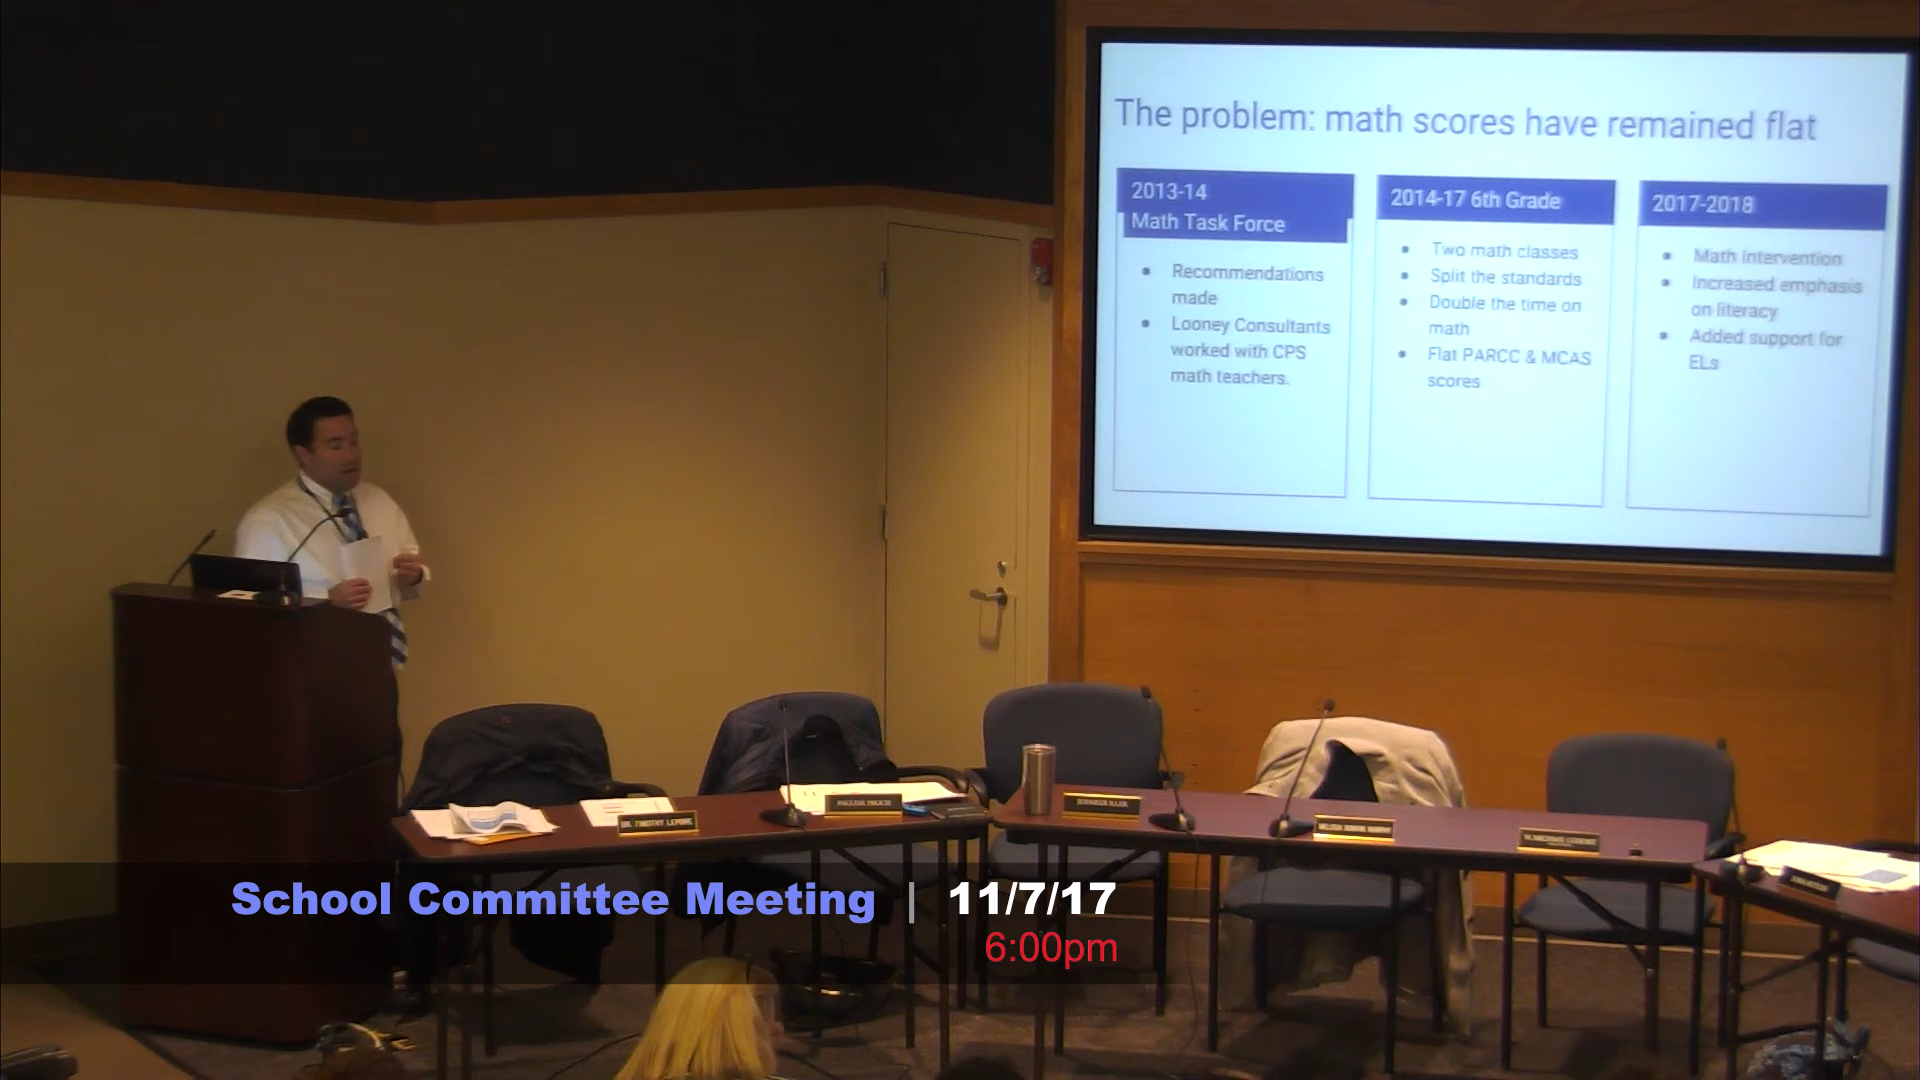 The problem: math scores have remained flat
2013-14
Math Task Force
● Recommendations
made
● Looney Consultants
worked with CPS
math teachers.
2014-17 6th Grade
● Two math classes
● Split the standards
● Double the time on
math
● Flat PARCC & MCAS
scores
2017-2018
● Math Intervention
● Increased emphasis
on literacy
● Added support for
ELs
DR. TIMOTHY LEPORE
School Committee Meeting | 11/7/17
6:00pm